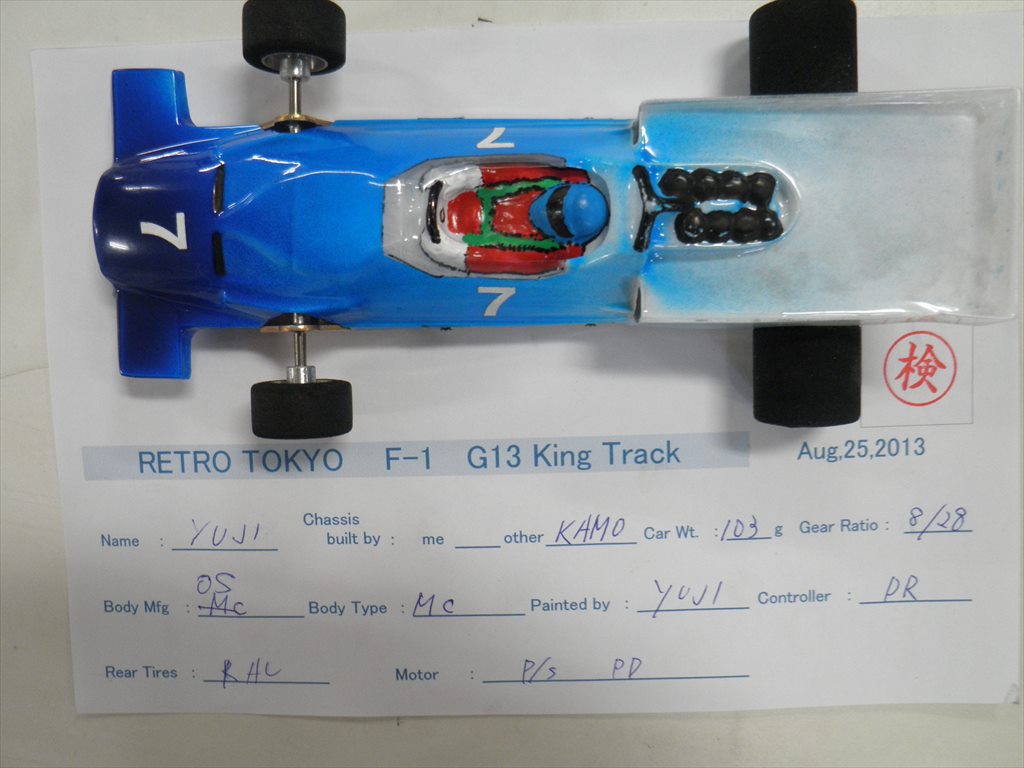 7
7
7
検
RETRO TOKYO F-1 G13 King Track Aug,25,2013
Name : YUJI Chassis built by : me other KAMO Car Wt. : 103 g Gear Ratio : 8/28
OS
Body Mfg : Mc Body Type : Mc Painted by : YUJI Controller : DR
Rear Tires : Motor : P/s PD